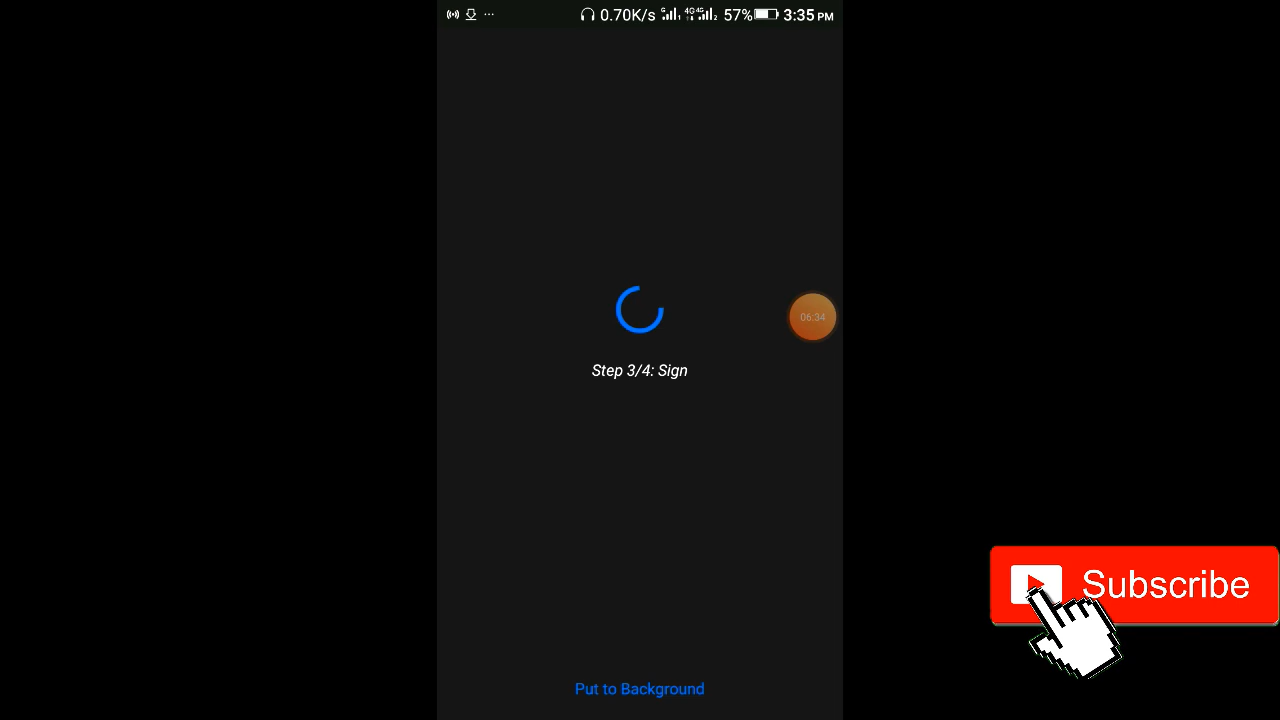 0.70K/s 57% 3:35 PM
06:34
Step 3/4: Sign
Subscribe
Put to Background